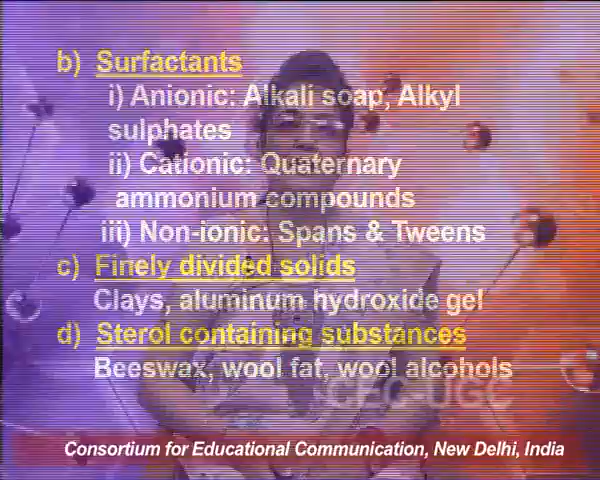 b) Surfactants
i) Anionic: Alkali soap, Alkyl
sulphates
ii) Cationic: Quaternary
ammonium compounds
iii) Non-ionic: Spans & Tweens
c) Finely divided solids
Clays, aluminum hydroxide gel
d) Sterol containing substances
Beeswax, wool fat, wool alcohols
CEC-UGC
Consortium for Educational Communication, New Delhi, India